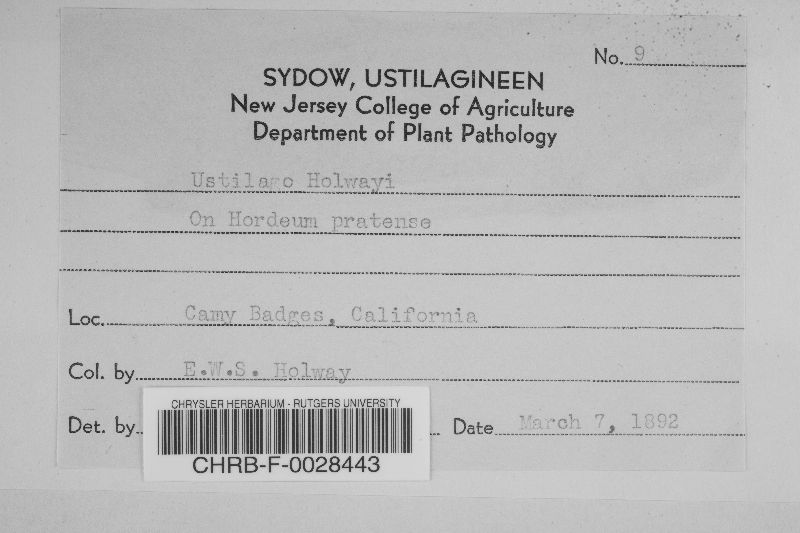 No. 9
SYDOW, USTILAGINEEN
New Jersey College of Agriculture
Department of Plant Pathology
Ustilago Holwayi
On Hordeum pratense
Loc. Camy Badges, California
Col. by E.W.S. Holway
Det. by Date March 7, 1892
CHRYSLER HERBARIUM - RUTGERS UNIVERSITY
CHRB-F-0028443